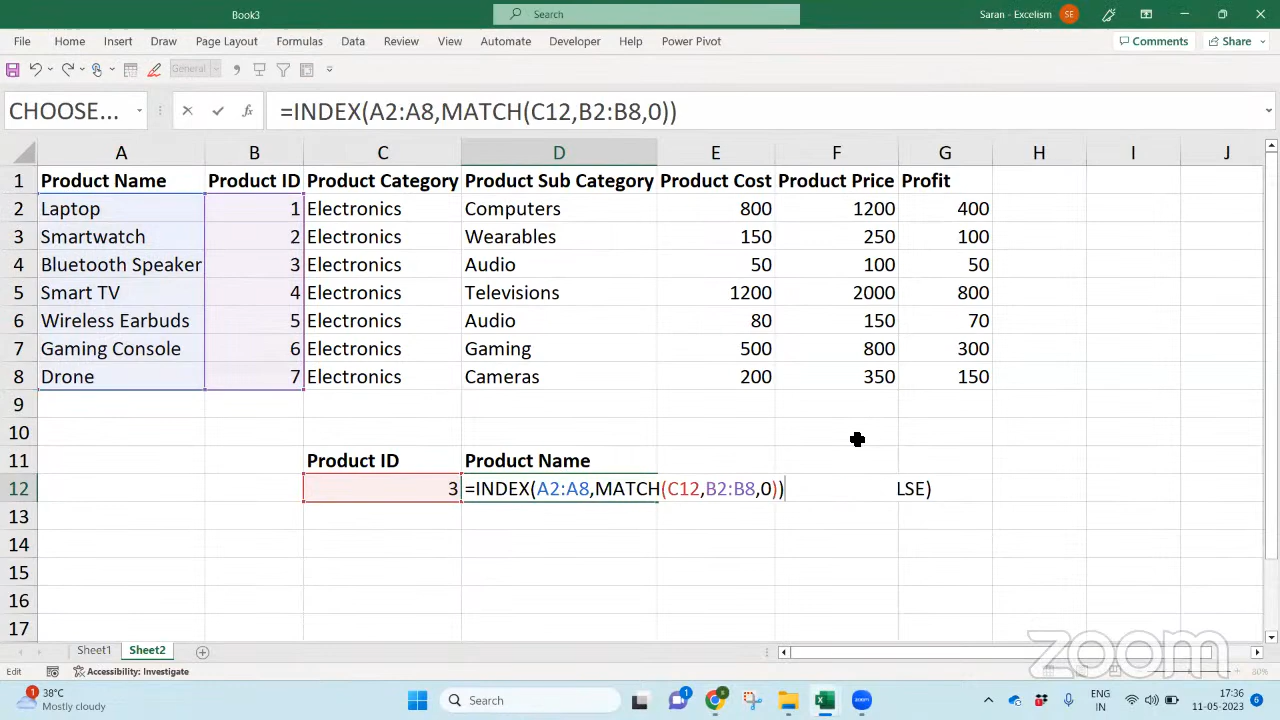 Book3
Search
Saran - Excelism SE
File Home Insert Draw Page Layout Formulas Data Review View Automate Developer Help Power Pivot Comments Share
General
CHOOSE... fx =INDEX(A2:A8,MATCH(C12,B2:B8,0))
A B C D E F G H I J
1 Product Name Product ID Product Category Product Sub Category Product Cost Product Price Profit
2 Laptop 1 Electronics Computers 800 1200 400
3 Smartwatch 2 Electronics Wearables 150 250 100
4 Bluetooth Speaker 3 Electronics Audio 50 100 50
5 Smart TV 4 Electronics Televisions 1200 2000 800
6 Wireless Earbuds 5 Electronics Audio 80 150 70
7 Gaming Console 6 Electronics Gaming 500 800 300
8 Drone 7 Electronics Cameras 200 350 150
9
10
11 Product ID Product Name
12 3 =INDEX(A2:A8,MATCH(C12,B2:B8,0)) LSE)
13
14
15
16
17
zoom
Sheet1 Sheet2
Edit Accessibility: Investigate 80%
1 38°C Mostly cloudy
Search
1
ENG IN
17:36
11-05-2023
6